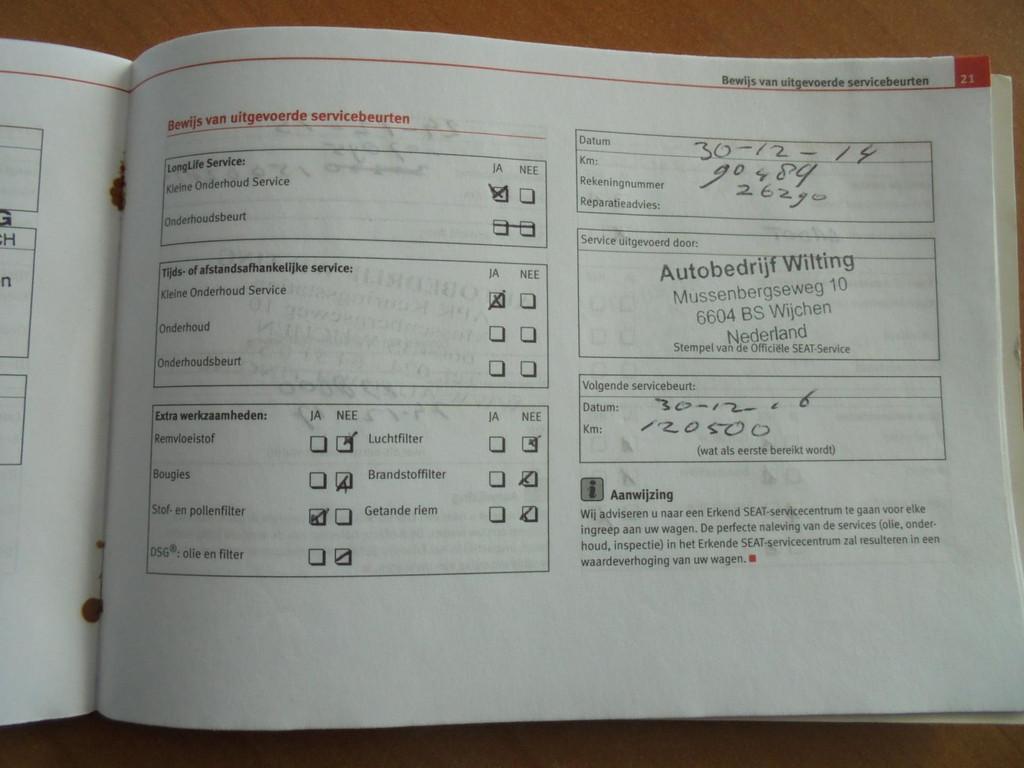 Bewijs van uitgevoerde servicebeurten 21
Bewijs van uitgevoerde servicebeurten
LongLife Service:
JA NEE
Kleine Onderhoud Service
Onderhoudsbeurt
Tijds- of afstandsafhankelijke service:
JA NEE
Kleine Onderhoud Service
Onderhoud
Onderhoudsbeurt
Extra werkzaamheden: JA NEE JA NEE
Remvloeistof Luchtfilter
Bougies Brandstoffilter
Stof- en pollenfilter Getande riem
DSG®: olie en filter
Datum 30-12-14
Km: 90484
Rekeningnummer 26290
Reparatieadvies:
Service uitgevoerd door:
Autobedrijf Wilting
Mussenbergseweg 10
6604 BS Wijchen
Nederland
Stempel van de Officiële SEAT-Service
Volgende servicebeurt:
Datum: 30-12-16
Km: 120500
(wat als eerste bereikt wordt)
i Aanwijzing
Wij adviseren u naar een Erkend SEAT-servicecentrum te gaan voor elke
ingreep aan uw wagen. De perfecte naleving van de services (olie, onder-
houd, inspectie) in het Erkende SEAT-servicecentrum zal resulteren in een
waardeverhoging van uw wagen.
G
CH
n